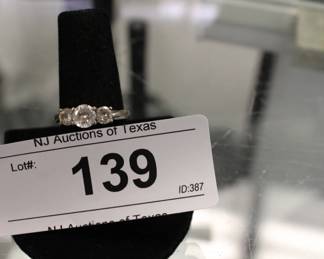 NJ Auctions of Texas
Lot#:
139
ID:387
NJ Auctions of Texas